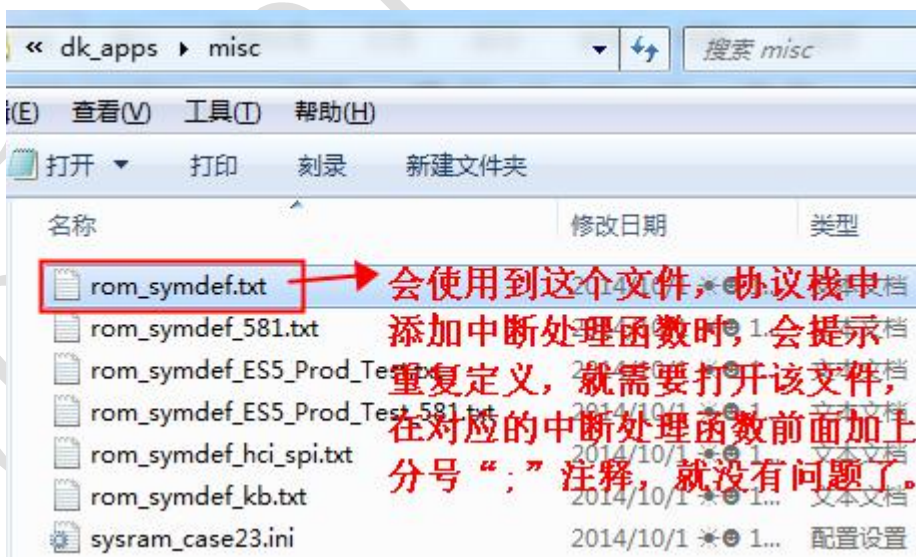 « dk_apps ▸ misc 搜索 misc
(E) 查看(V) 工具(T) 帮助(H)
打开 打印 刻录 新建文件夹
名称 修改日期 类型
rom_symdef.txt
会使用到这个文件，协议栈中
rom_symdef_581.txt
添加中断处理函数时，会提示
rom_symdef_ES5_Prod_Test.txt
重复定义，就需要打开该文件，
rom_symdef_ES5_Prod_Test_581.txt
在对应的中断处理函数前面加上
rom_symdef_hci_spi.txt
分号“;”注释，就没有问题了。
rom_symdef_kb.txt 2014/10/1 1... 文本文档
sysram_case23.ini 2014/10/1 1... 配置设置